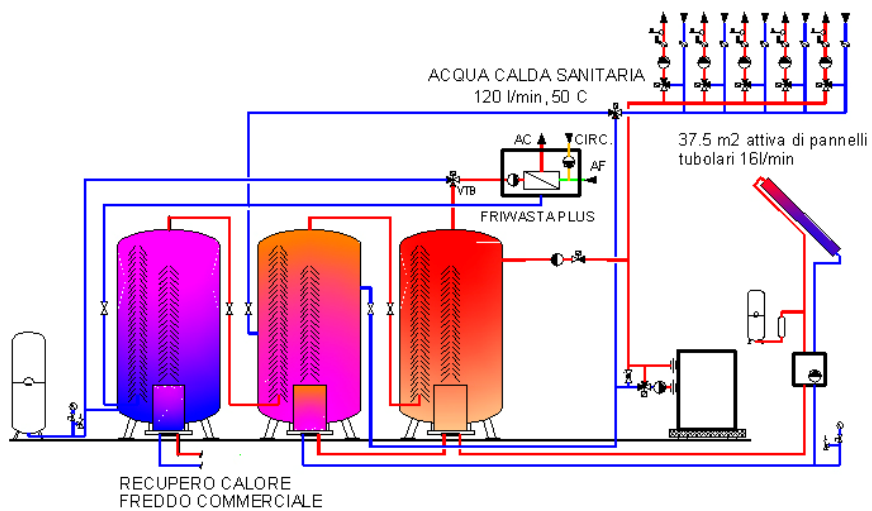 ACQUA CALDA SANITARIA
120 l/min, 50 C
37.5 m2 attiva di pannelli
tubolari 16l/min
AC
CIRC.
AF
VTB
FRIWASTA PLUS
RECUPERO CALORE
FREDDO COMMERCIALE